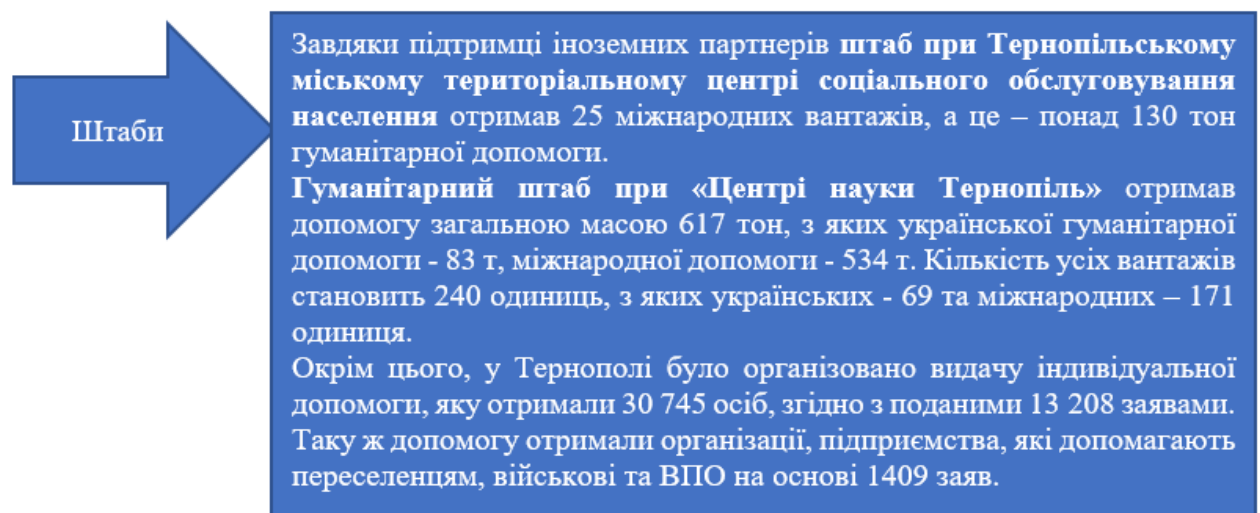 Штаби
Завдяки підтримці іноземних партнерів штаб при Тернопільському
міському територіальному центрі соціального обслуговування
населення отримав 25 міжнародних вантажів, а це – понад 130 тон
гуманітарної допомоги.
Гуманітарний штаб при «Центрі науки Тернопіль» отримав
допомогу загальною масою 617 тон, з яких української гуманітарної
допомоги - 83 т, міжнародної допомоги - 534 т. Кількість усіх вантажів
становить 240 одиниць, з яких українських - 69 та міжнародних – 171
одиниця.
Окрім цього, у Тернополі було організовано видачу індивідуальної
допомоги, яку отримали 30 745 осіб, згідно з поданими 13 208 заявами.
Таку ж допомогу отримали організації, підприємства, які допомагають
переселенцям, військові та ВПО на основі 1409 заяв.